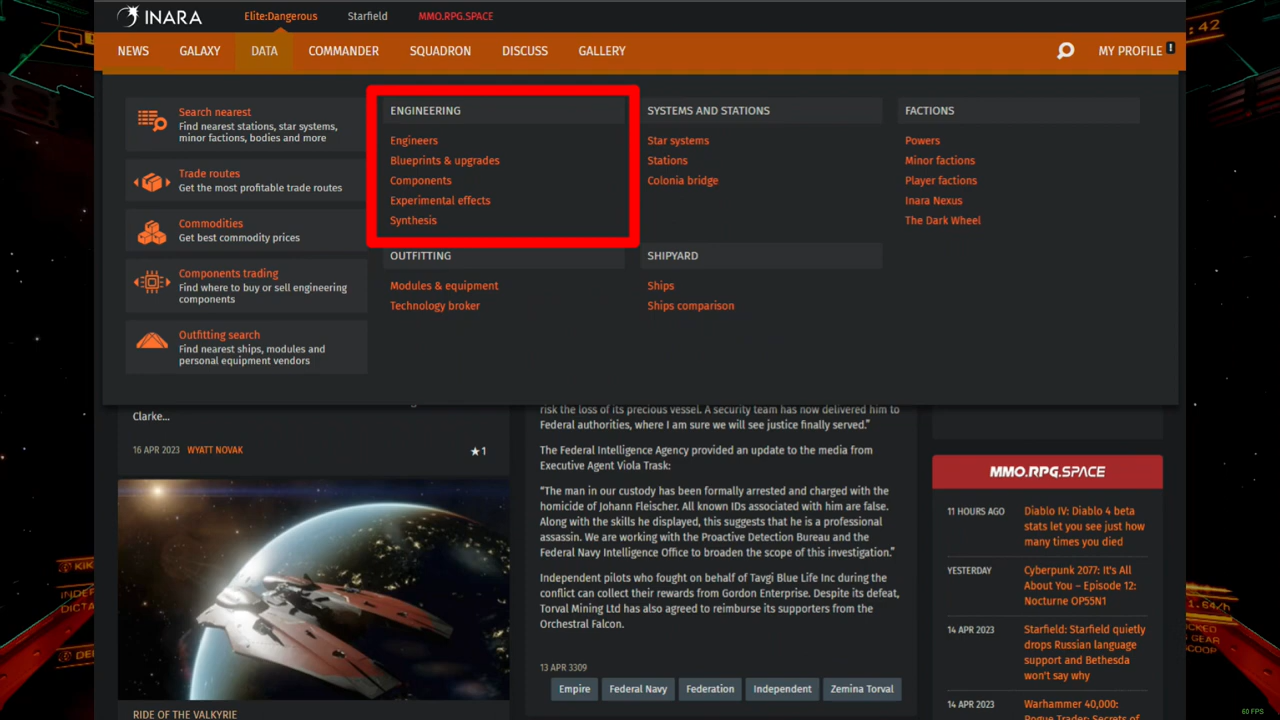 INARA
Elite:Dangerous
Starfield
MMO.RPG.SPACE
NEWS
GALAXY
DATA
COMMANDER
SQUADRON
DISCUSS
GALLERY
MY PROFILE
!
:42
Search nearest
Find nearest stations, star systems,
minor factions, bodies and more
Trade routes
Get the most profitable trade routes
Commodities
Get best commodity prices
Components trading
Find where to buy or sell engineering
components
Outfitting search
Find nearest ships, modules and
personal equipment vendors
ENGINEERING
Engineers
Blueprints & upgrades
Components
Experimental effects
Synthesis
OUTFITTING
Modules & equipment
Technology broker
SYSTEMS AND STATIONS
Star systems
Stations
Colonia bridge
SHIPYARD
Ships
Ships comparison
FACTIONS
Powers
Minor factions
Player factions
Inara Nexus
The Dark Wheel
Clarke...
16 APR 2023 WYATT NOVAK
★1
RIDE OF THE VALKYRIE
risk the loss of its precious vessel. A security team has now delivered him to
Federal authorities, where I am sure we will see justice finally served.”
The Federal Intelligence Agency provided an update to the media from
Executive Agent Viola Trask:
“The man in our custody has been formally arrested and charged with the
homicide of Johann Fleischer. All known IDs associated with him are false.
Along with the skills he displayed, this suggests that he is a professional
assassin. We are working with the Proactive Detection Bureau and the
Federal Navy Intelligence Office to broaden the scope of this investigation.”
Independent pilots who fought on behalf of Tavgi Blue Life Inc during the
conflict can collect their rewards from Gordon Enterprise. Despite its defeat,
Torval Mining Ltd has also agreed to reimburse its supporters from the
Orchestral Falcon.
13 APR 3309
Empire
Federal Navy
Federation
Independent
Zemina Torval
MMO.RPG.SPACE
11 HOURS AGO
Diablo IV: Diablo 4 beta
stats let you see just how
many times you died
YESTERDAY
Cyberpunk 2077: It's All
About You – Episode 12:
Nocturne OP55N1
14 APR 2023
Starfield: Starfield quietly
drops Russian language
support and Bethesda
won't say why
14 APR 2023
Warhammer 40,000:
Rogue Trader: Secrets of
KIK
DICTA
DEF
1.64/h
OCKED
GEAR
SCOOP
60 FPS